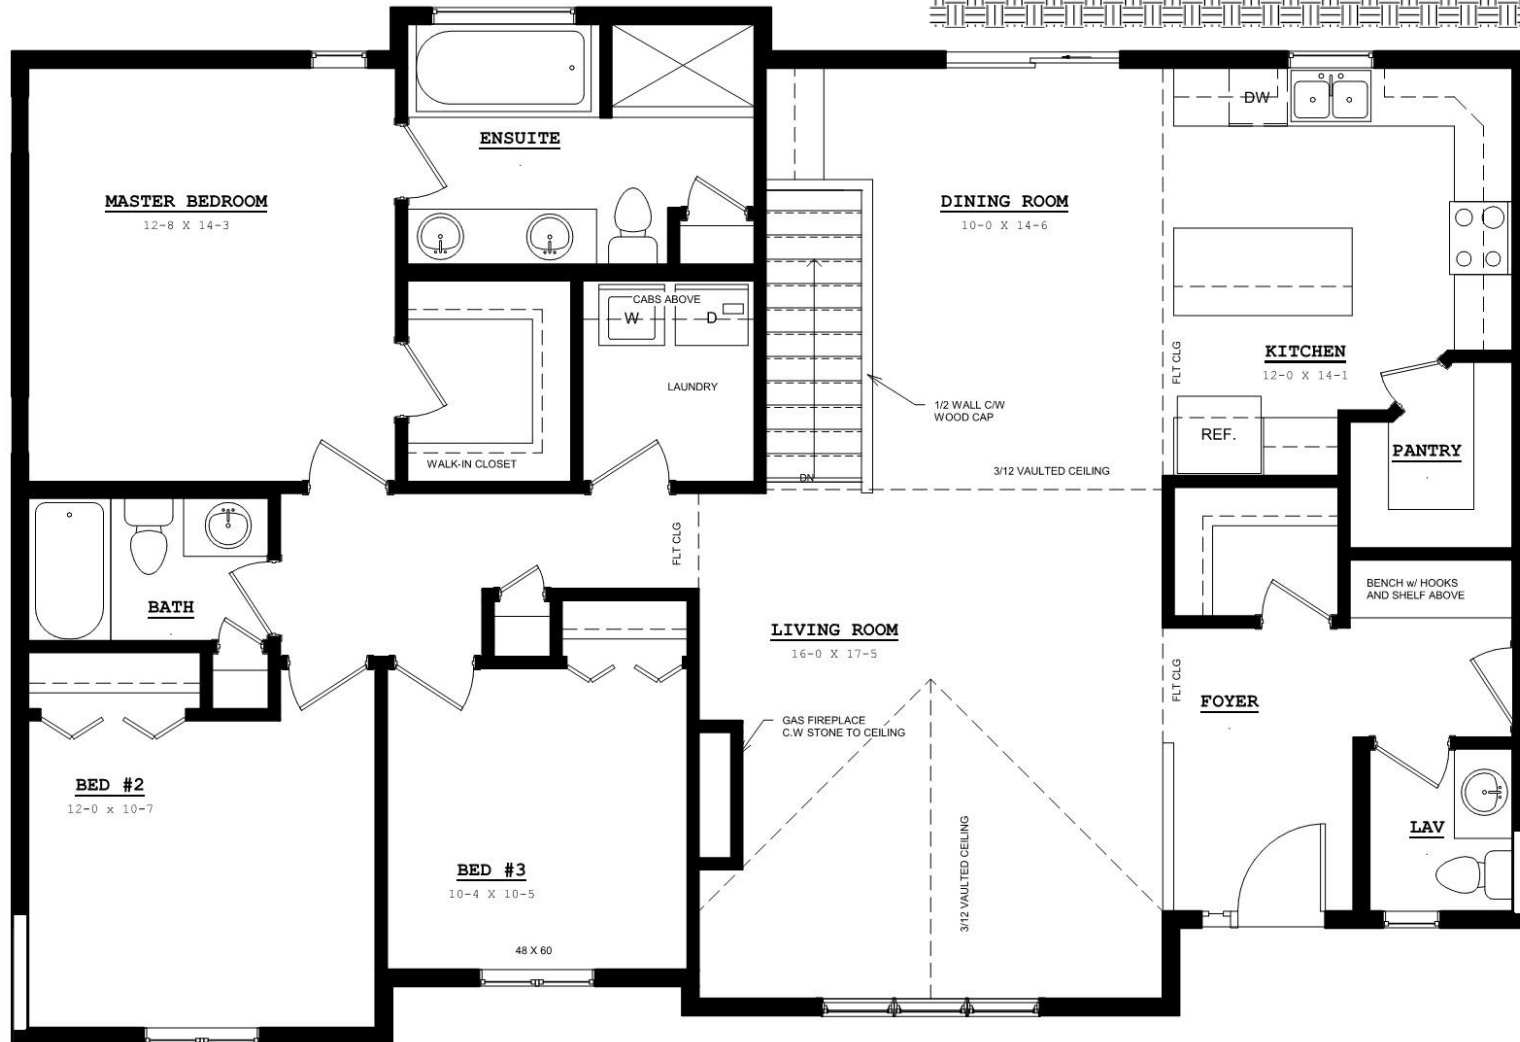 ENSUITE
MASTER BEDROOM
12-8 X 14-3
DINING ROOM
10-0 X 14-6
DW
CABS ABOVE
W
D
LAUNDRY
WALK-IN CLOSET
1/2 WALL C/W
WOOD CAP
FLT CLG
KITCHEN
12-0 X 14-1
REF.
PANTRY
DN
3/12 VAULTED CEILING
FLT CLG
BATH
BENCH w/ HOOKS
AND SHELF ABOVE
LIVING ROOM
16-0 X 17-5
FLT CLG
FOYER
GAS FIREPLACE
C.W STONE TO CEILING
BED #2
12-0 x 10-7
BED #3
10-4 X 10-5
3/12 VAULTED CEILING
LAV
48 X 60